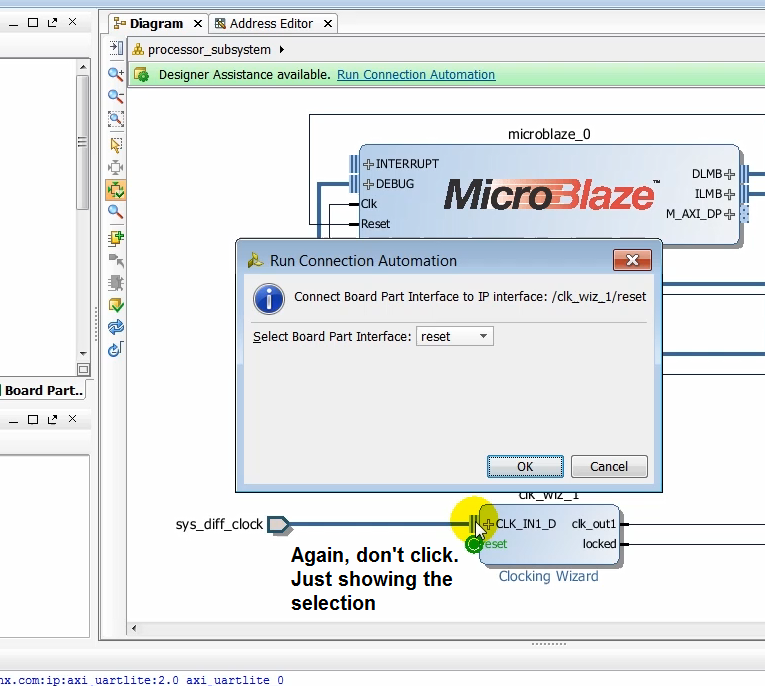 Diagram
Address Editor
processor_subsystem
Designer Assistance available. Run Connection Automation
microblaze_0
INTERRUPT
DEBUG
Clk
Reset
MicroBlaze™
DLMB
ILMB
M_AXI_DP
Run Connection Automation
Connect Board Part Interface to IP interface: /clk_wiz_1/reset
Select Board Part Interface: reset
OK Cancel
Board Part..
clk_wiz_1
sys_diff_clock
CLK_IN1_D clk_out1
reset locked
Clocking Wizard
Again, don't click.
Just showing the
selection
nx.com:ip:axi_uartlite:2.0 axi_uartlite_0